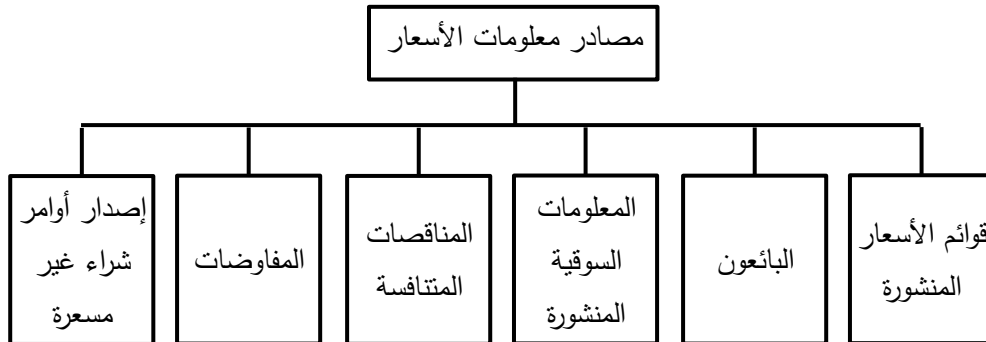 مصادر معلومات الأسعار
قوائم الأسعار
المنشورة
البائعون
المعلومات
السوقية
المنشورة
المناقصات
المتنافسة
المفاوضات
إصدار أوامر
شراء غير
مسعرة